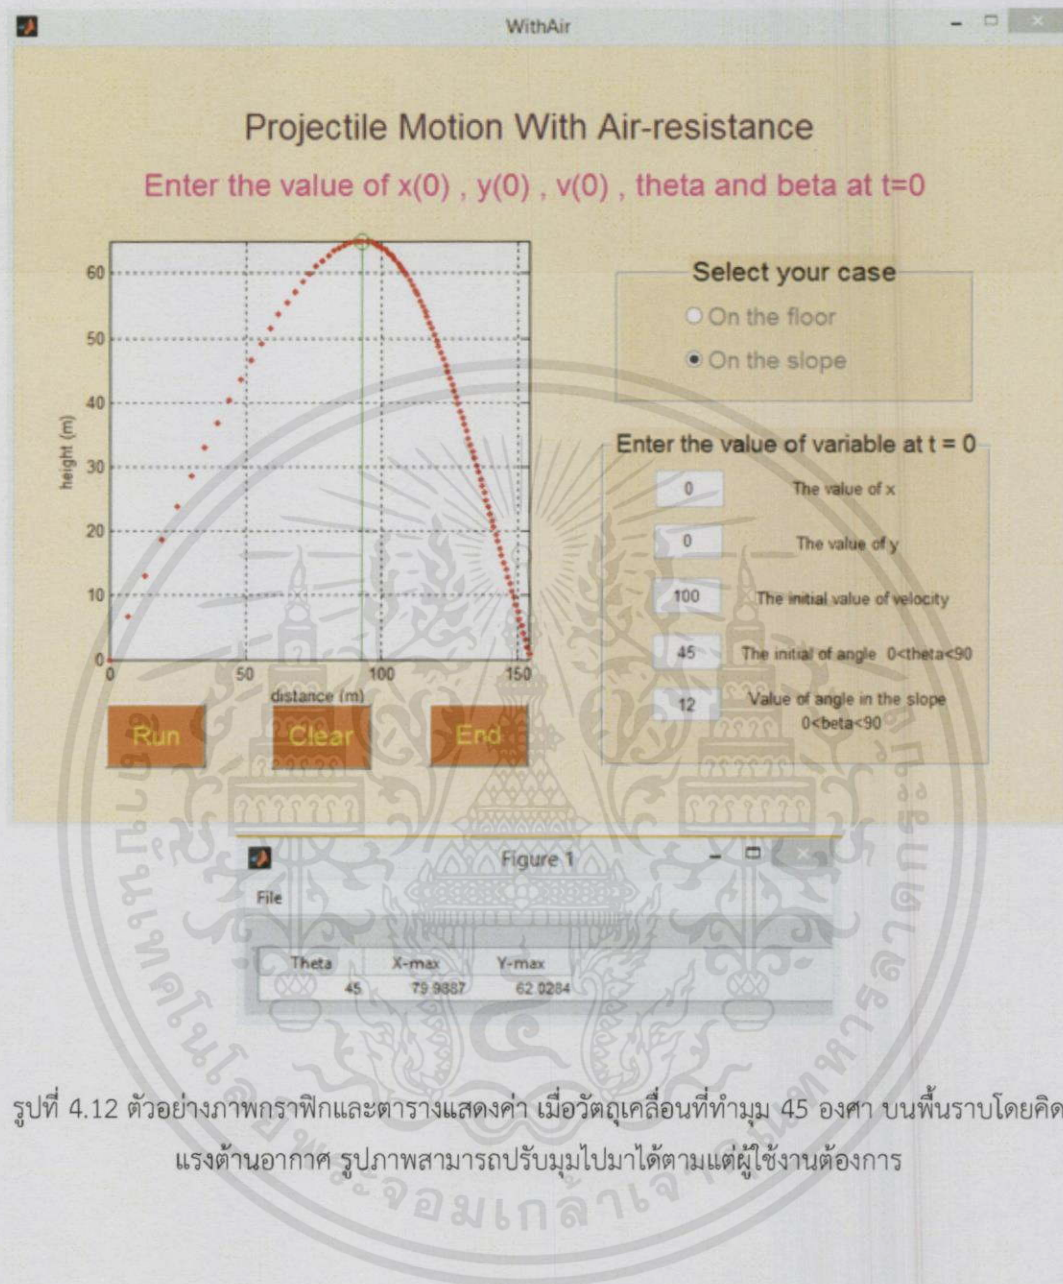 WithAir
Projectile Motion With Air-resistance
Enter the value of x(0) , y(0) , v(0) , theta and beta at t=0
60
50
40
30
20
10
0
height (m)
0 50 100 150
distance (m)
Run Clear End
Select your case
On the floor
On the slope
Enter the value of variable at t = 0
0 The value of x
0 The value of y
100 The initial value of velocity
45 The initial of angle 0<theta<90
12 Value of angle in the slope
0<beta<90
Figure 1
File
Theta X-max Y-max
45 79.9887 62.0284
รูปที่ 4.12 ตัวอย่างภาพกราฟิกและตารางแสดงค่า เมื่อวัตถุเคลื่อนที่ทำมุม 45 องศา บนพื้นราบโดยคิด
แรงต้านอากาศ รูปภาพสามารถปรับมุมไปมาได้ตามแต่ผู้ใช้งานต้องการ